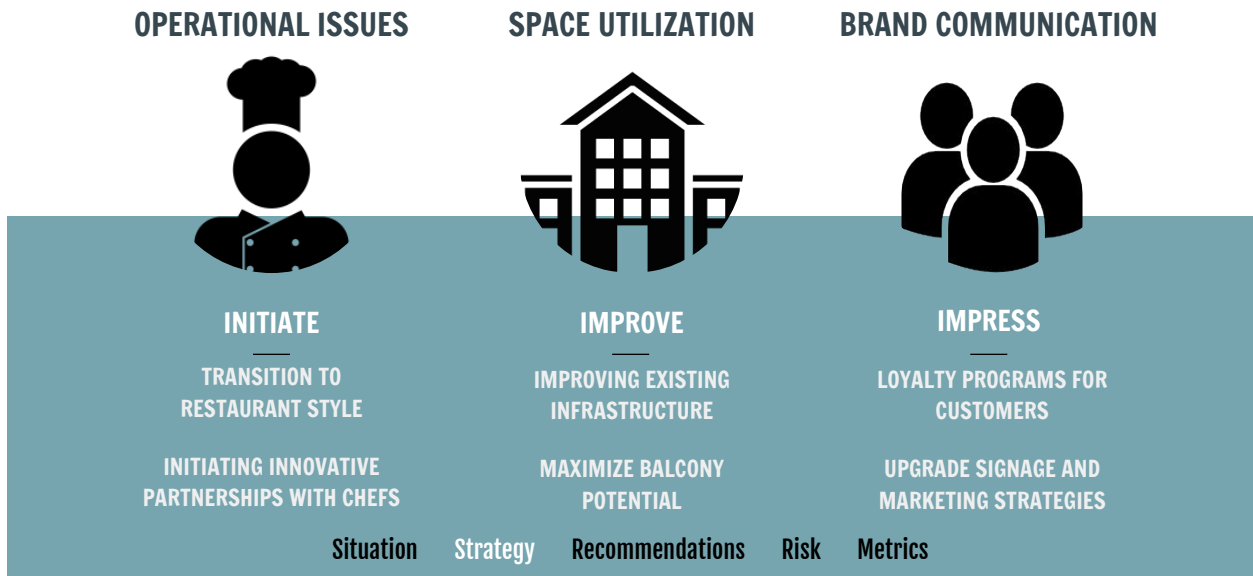 OPERATIONAL ISSUES
SPACE UTILIZATION
BRAND COMMUNICATION
INITIATE
TRANSITION TO
RESTAURANT STYLE
INITIATING INNOVATIVE
PARTNERSHIPS WITH CHEFS
IMPROVE
IMPROVING EXISTING
INFRASTRUCTURE
MAXIMIZE BALCONY
POTENTIAL
IMPRESS
LOYALTY PROGRAMS FOR
CUSTOMERS
UPGRADE SIGNAGE AND
MARKETING STRATEGIES
Situation Strategy Recommendations Risk Metrics